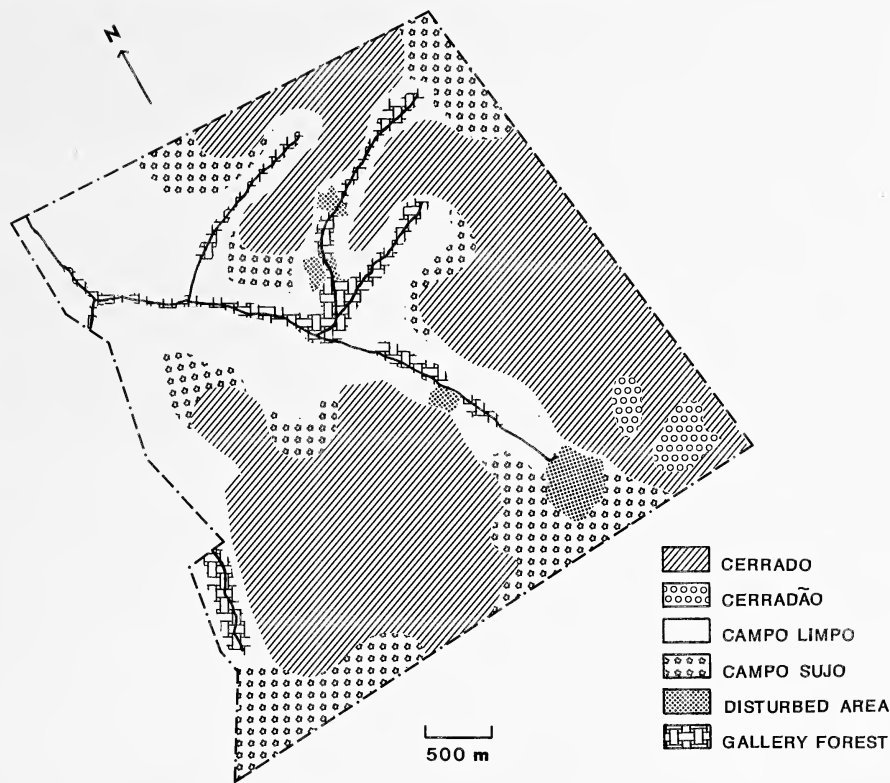 N
CERRADO
CERRADÃO
CAMPO LIMPO
CAMPO SUJO
DISTURBED AREA
GALLERY FOREST
500 m